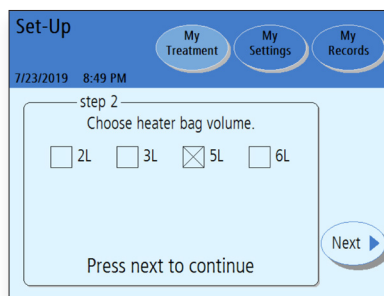 Set-Up
My Treatment
My Settings
My Records
7/23/2019 8:49 PM
step 2
Choose heater bag volume.
2L 3L 5L 6L
Next
Press next to continue